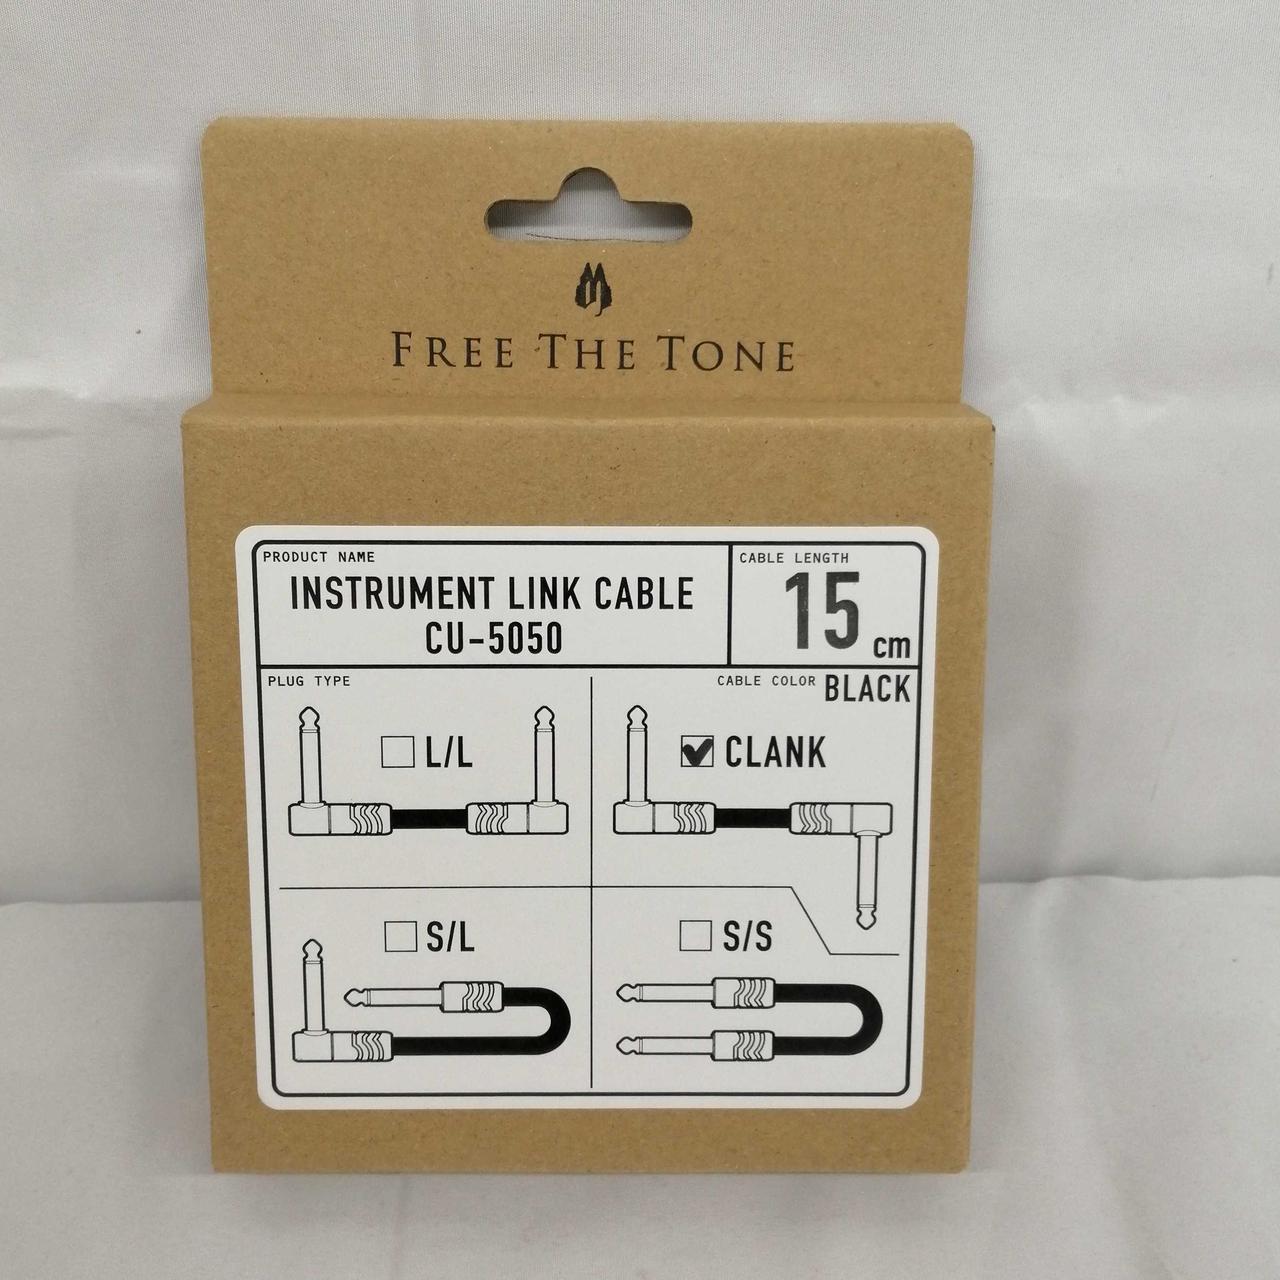 FREE THE TONE
PRODUCT NAME
INSTRUMENT LINK CABLE
CU-5050
CABLE LENGTH
15 cm
PLUG TYPE
CABLE COLOR BLACK
L/L
CLANK
S/L
S/S